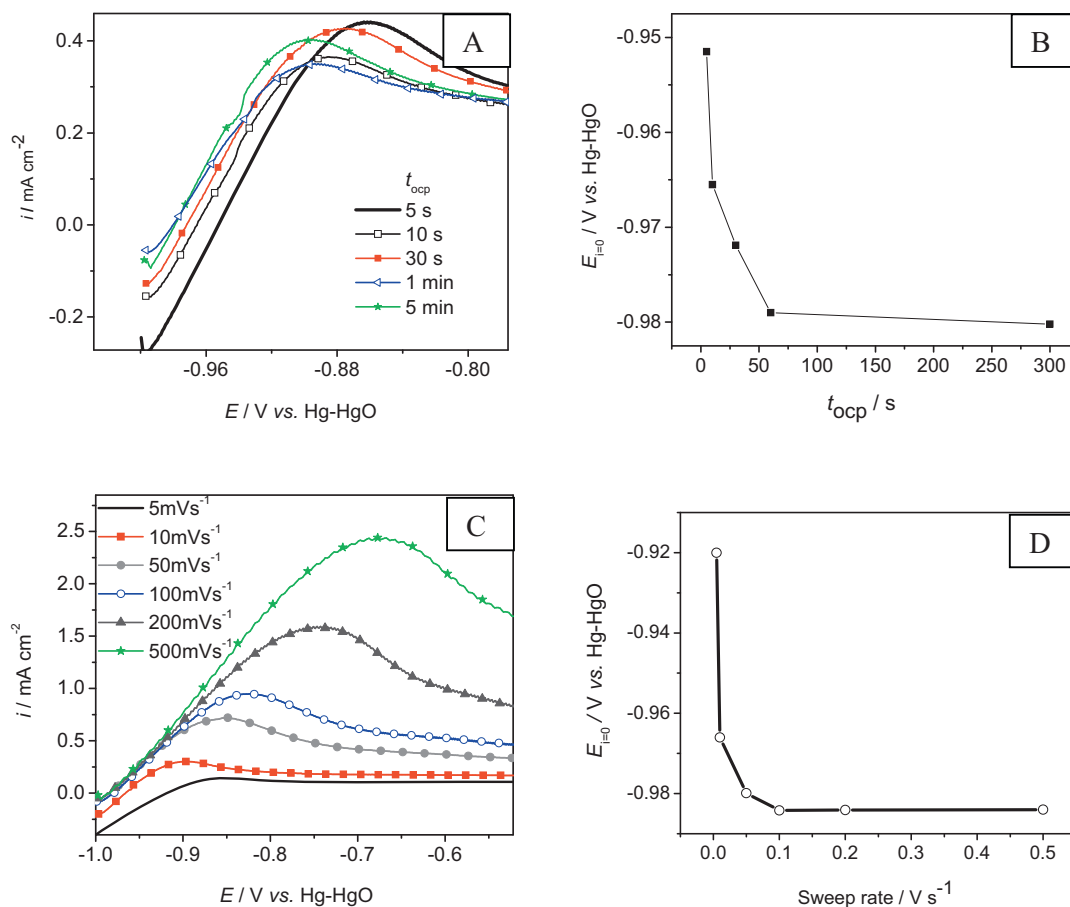 A
0.4
0.2
0.0
-0.2
i / mA cm-2
tocp
5 s
10 s
30 s
1 min
5 min
-0.96
-0.88
-0.80
E / V vs. Hg-HgO
B
-0.95
-0.96
-0.97
-0.98
Ei=0 / V vs. Hg-HgO
0
50
100
150
200
250
300
tocp / s
C
5mVs-1
10mVs-1
50mVs-1
100mVs-1
200mVs-1
500mVs-1
2.5
2.0
1.5
1.0
0.5
0.0
i / mA cm-2
-1.0
-0.9
-0.8
-0.7
-0.6
E / V vs. Hg-HgO
D
-0.92
-0.94
-0.96
-0.98
Ei=0 / V vs. Hg-HgO
0.0
0.1
0.2
0.3
0.4
0.5
Sweep rate / V s-1